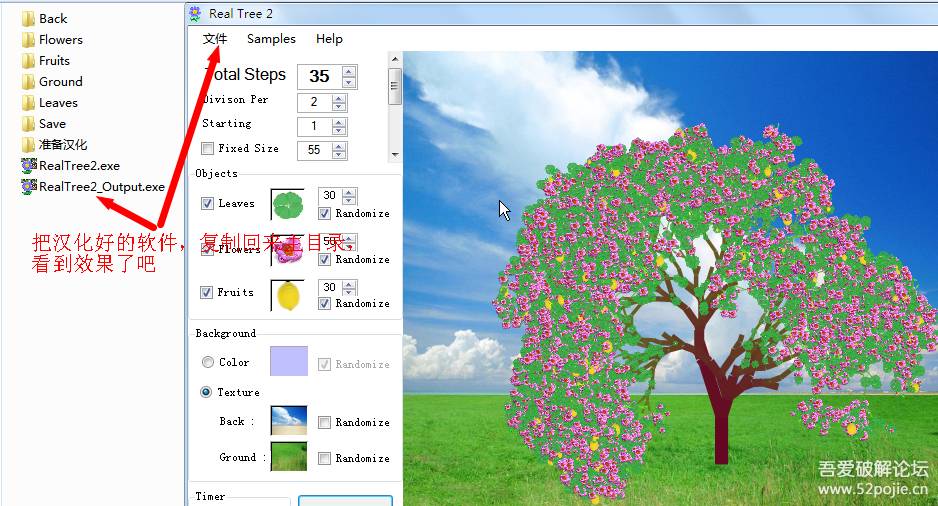 Back
Flowers
Fruits
Ground
Leaves
Save
准备汉化
RealTree2.exe
RealTree2_Output.exe
把汉化好的软件，复制回来主目录，
看到效果了吧
Real Tree 2
文件 Samples Help
Total Steps 35
Divison Per 2
Starting 1
Fixed Size 55
Objects
Leaves 30
Randomize
Flowers 50
Randomize
Fruits 30
Randomize
Background
Color Randomize
Texture
Back : Randomize
Ground : Randomize
Timer
吾爱破解论坛
www.52pojie.cn